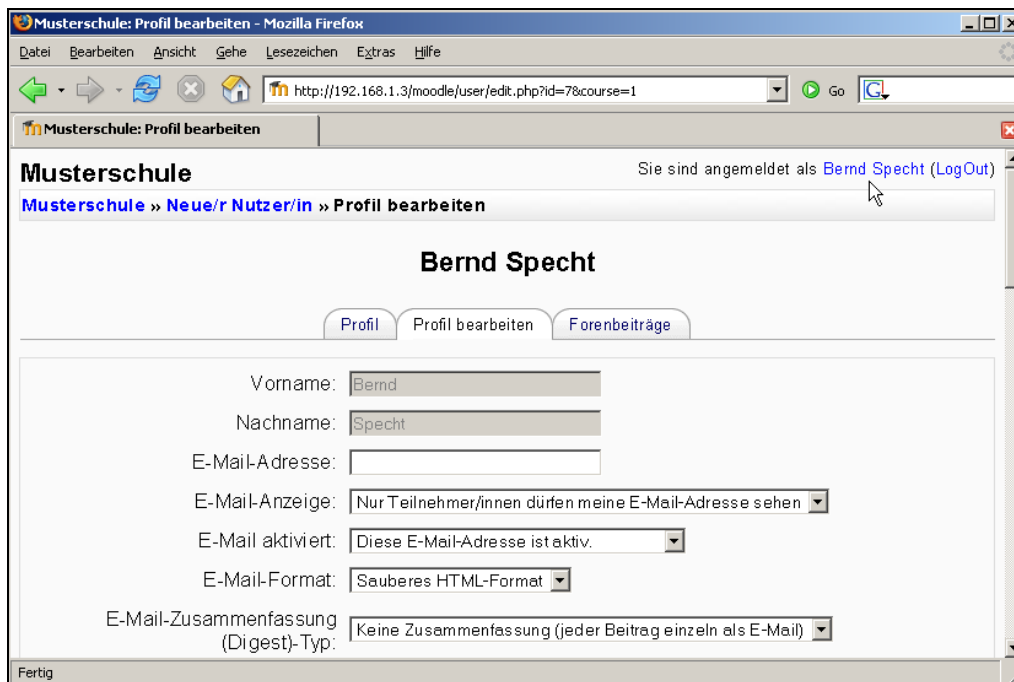 Musterschule: Profil bearbeiten - Mozilla Firefox
Datei Bearbeiten Ansicht Gehe Lesezeichen Extras Hilfe
http://192.168.1.3/moodle/user/edit.php?id=7&course=1 Go G
Musterschule: Profil bearbeiten
Musterschule
Sie sind angemeldet als Bernd Specht (LogOut)
Musterschule » Neue/r Nutzer/in » Profil bearbeiten
Bernd Specht
Profil Profil bearbeiten Forenbeiträge
Vorname: Bernd
Nachname: Specht
E-Mail-Adresse:
E-Mail-Anzeige: Nur Teilnehmer/innen dürfen meine E-Mail-Adresse sehen
E-Mail aktiviert: Diese E-Mail-Adresse ist aktiv.
E-Mail-Format: Sauberes HTML-Format
E-Mail-Zusammenfassung
(Digest)-Typ: Keine Zusammenfassung (jeder Beitrag einzeln als E-Mail)
Fertig